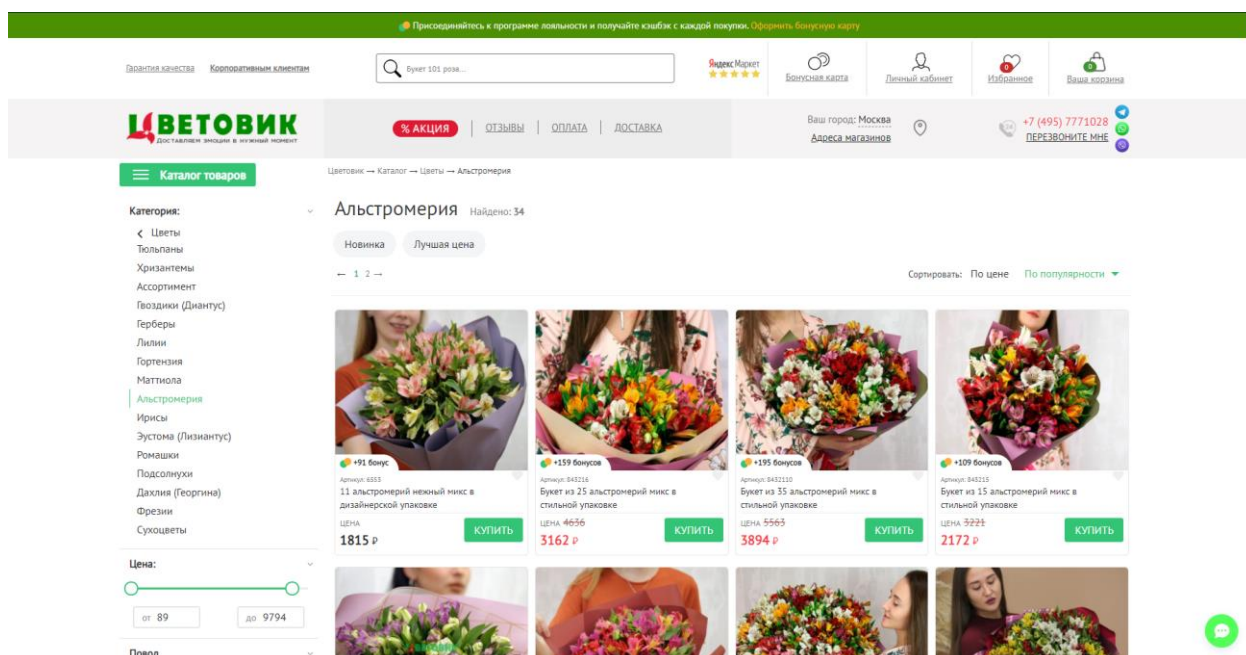 Присоединяйтесь к программе лояльности и получайте кэшбэк с каждой покупки. Оформить бонусную карту
Гарантия качества Корпоративным клиентам
Букет 101 роза...
Яндекс Маркет
Бонусная карта
Личный кабинет
0
Избранное
0
Ваша корзина
ЦВЕТОВИК
Доставляем эмоции в нужный момент
% АКЦИЯ | ОТЗЫВЫ | ОПЛАТА | ДОСТАВКА
Ваш город: Москва
Адреса магазинов
24
+7 (495) 7771028
ПЕРЕЗВОНИТЕ МНЕ
Каталог товаров
Цветовик → Каталог → Цветы → Альстромерия
Категория:
Цветы
Тюльпаны
Хризантемы
Ассортимент
Гвоздики (Диантус)
Герберы
Лилии
Гортензия
Маттиола
Альстромерия
Ирисы
Эустома (Лизиантус)
Ромашки
Подсолнухи
Дахлия (Георгина)
Фрезии
Сухоцветы
Цена:
от 89
до 9794
Повод
Альстромерия Найдено: 34
Новинка Лучшая цена
← 1 2 →
Сортировать: По цене По популярности
+91 бонус
Артикул: 6553
11 альстромерий нежный микс в
дизайнерской упаковке
ЦЕНА
1815 ₽
КУПИТЬ
+159 бонусов
Артикул: 843216
Букет из 25 альстромерий микс в
стильной упаковке
ЦЕНА 4636
3162 ₽
КУПИТЬ
+195 бонусов
Артикул: 8432110
Букет из 35 альстромерий микс в
стильной упаковке
ЦЕНА 5563
3894 ₽
КУПИТЬ
+109 бонусов
Артикул: 843215
Букет из 15 альстромерий микс в
стильной упаковке
ЦЕНА 3221
2172 ₽
КУПИТЬ